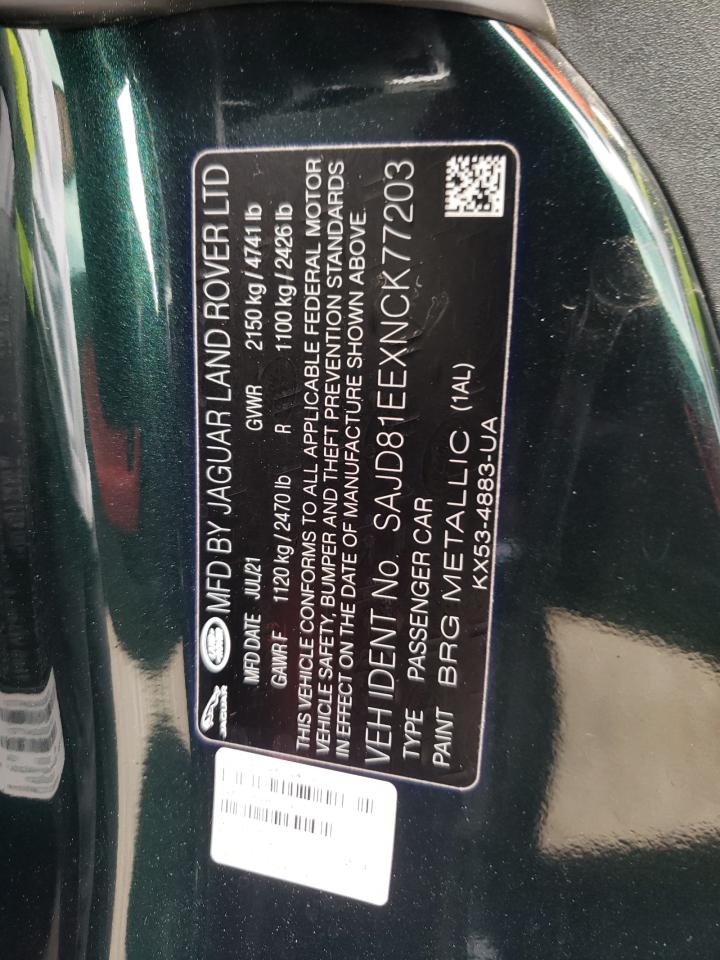 JAGUAR
LAND ROVER
MFD BY JAGUAR LAND ROVER LTD
MFD DATE JUL/21 GVWR 2150 kg / 4741 lb
GAWR F 1120 kg / 2470 lb R 1100 kg / 2426 lb
THIS VEHICLE CONFORMS TO ALL APPLICABLE FEDERAL MOTOR
VEHICLE SAFETY, BUMPER AND THEFT PREVENTION STANDARDS
IN EFFECT ON THE DATE OF MANUFACTURE SHOWN ABOVE.
VEH IDENT No. SAJD81EEXNCK77203
TYPE PASSENGER CAR
PAINT BRG METALLIC (1AL)
KX53-4883-UA